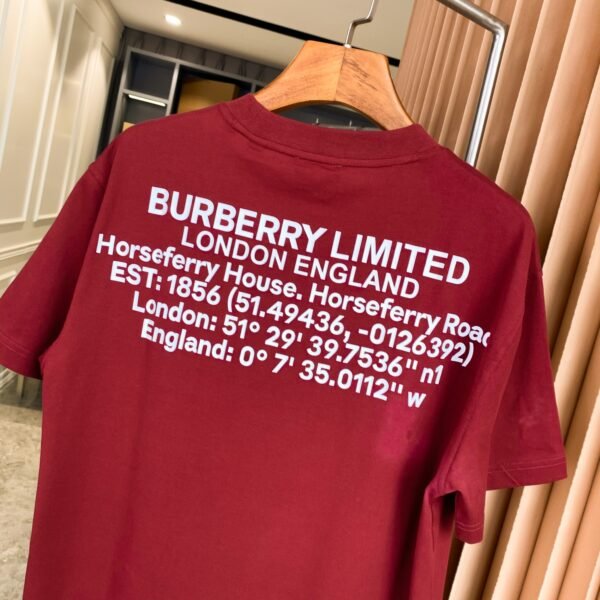 BURBERRY LIMITED
LONDON ENGLAND
Horseferry House. Horseferry Road
EST: 1856 (51.49436, -0126392)
London: 51° 29' 39.7536'' n1
England: 0° 7' 35.0112'' w